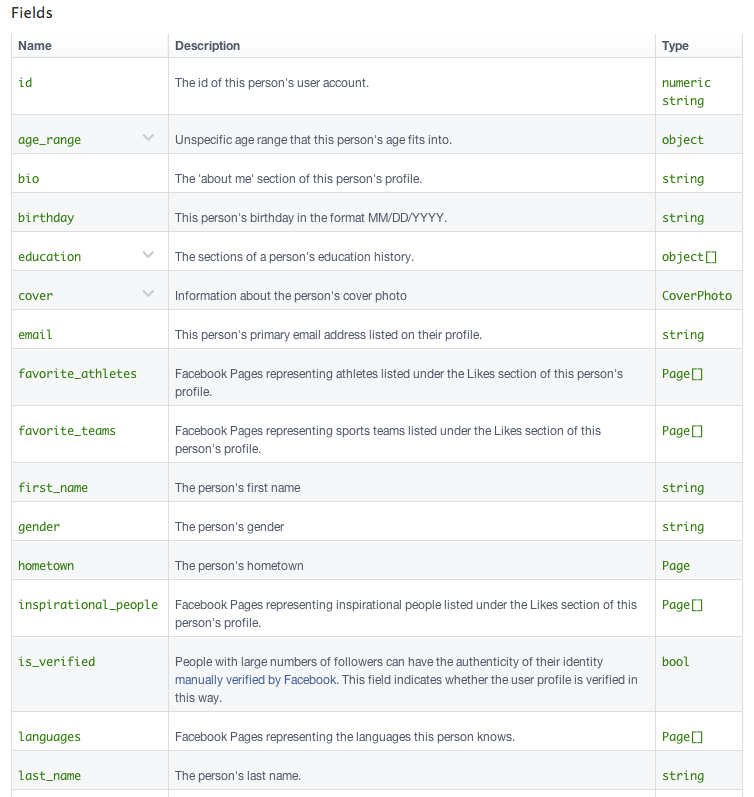 Fields
Name Description Type
id The id of this person's user account. numeric
string
age_range Unspecific age range that this person's age fits into. object
bio The 'about me' section of this person's profile. string
birthday This person's birthday in the format MM/DD/YYYY. string
education The sections of a person's education history. object[]
cover Information about the person's cover photo CoverPhoto
email This person's primary email address listed on their profile. string
favorite_athletes Facebook Pages representing athletes listed under the Likes section of this person's Page[]
profile.
favorite_teams Facebook Pages representing sports teams listed under the Likes section of this Page[]
person's profile.
first_name The person's first name string
gender The person's gender string
hometown The person's hometown Page
inspirational_people Facebook Pages representing inspirational people listed under the Likes section of this Page[]
person's profile.
is_verified People with large numbers of followers can have the authenticity of their identity bool
manually verified by Facebook. This field indicates whether the user profile is verified in
this way.
languages Facebook Pages representing the languages this person knows. Page[]
last_name The person's last name. string